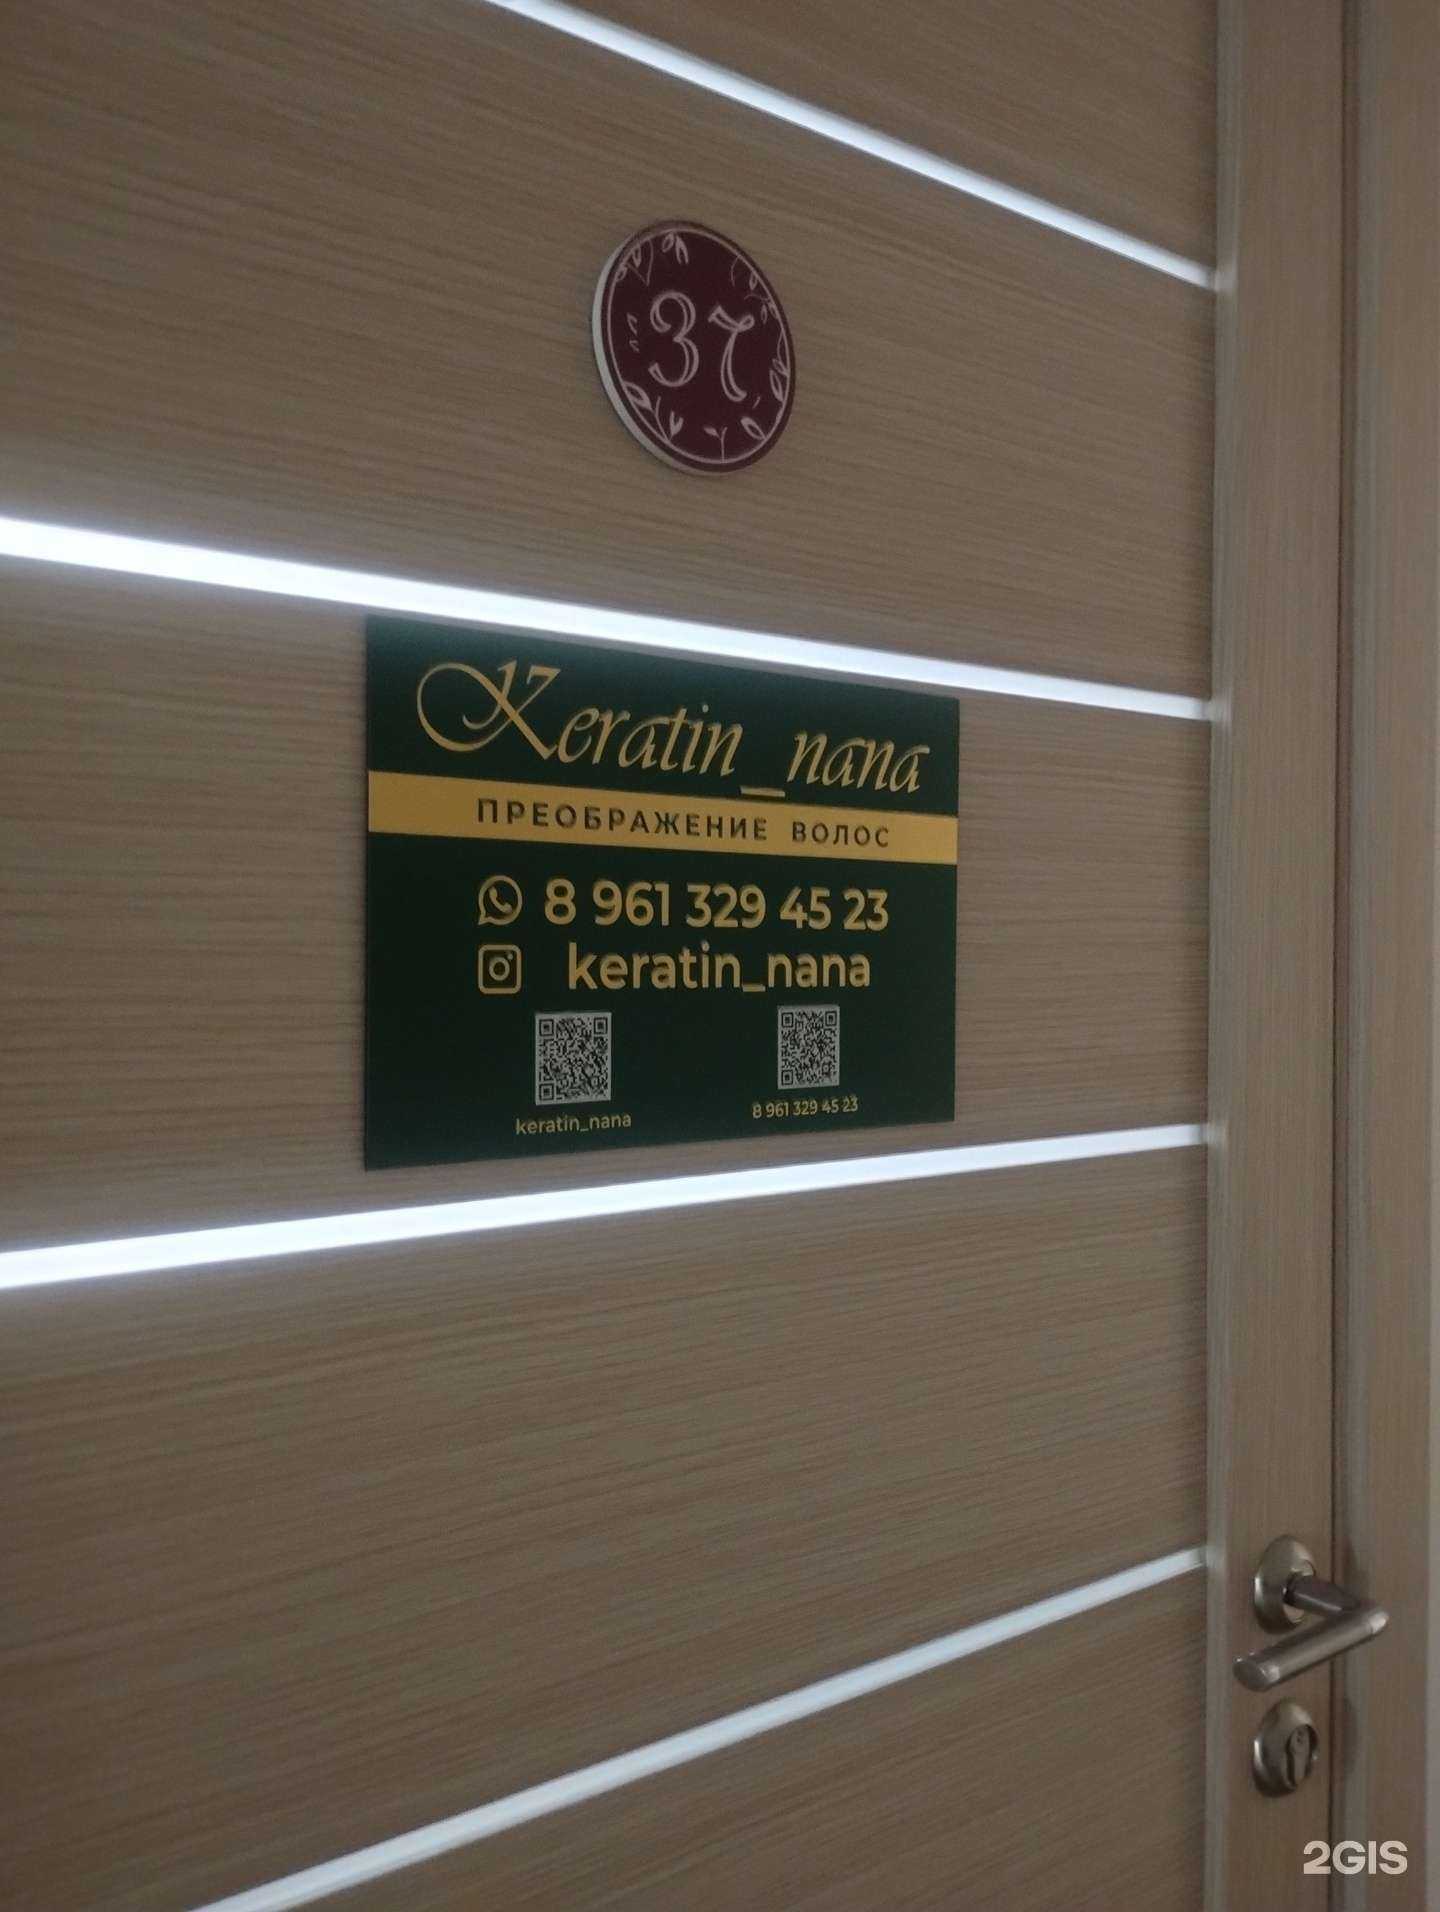 37
Keratin_nana
ПРЕОБРАЖЕНИЕ ВОЛОС
8 961 329 45 23
keratin_nana
keratin_nana
8 961 329 45 23
2GIS